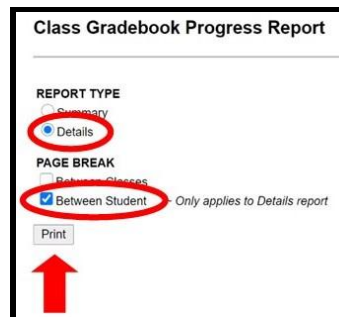 Class Gradebook Progress Report
REPORT TYPE
Summary
Details
PAGE BREAK
Between Classes
Between Student - Only applies to Details report
Print